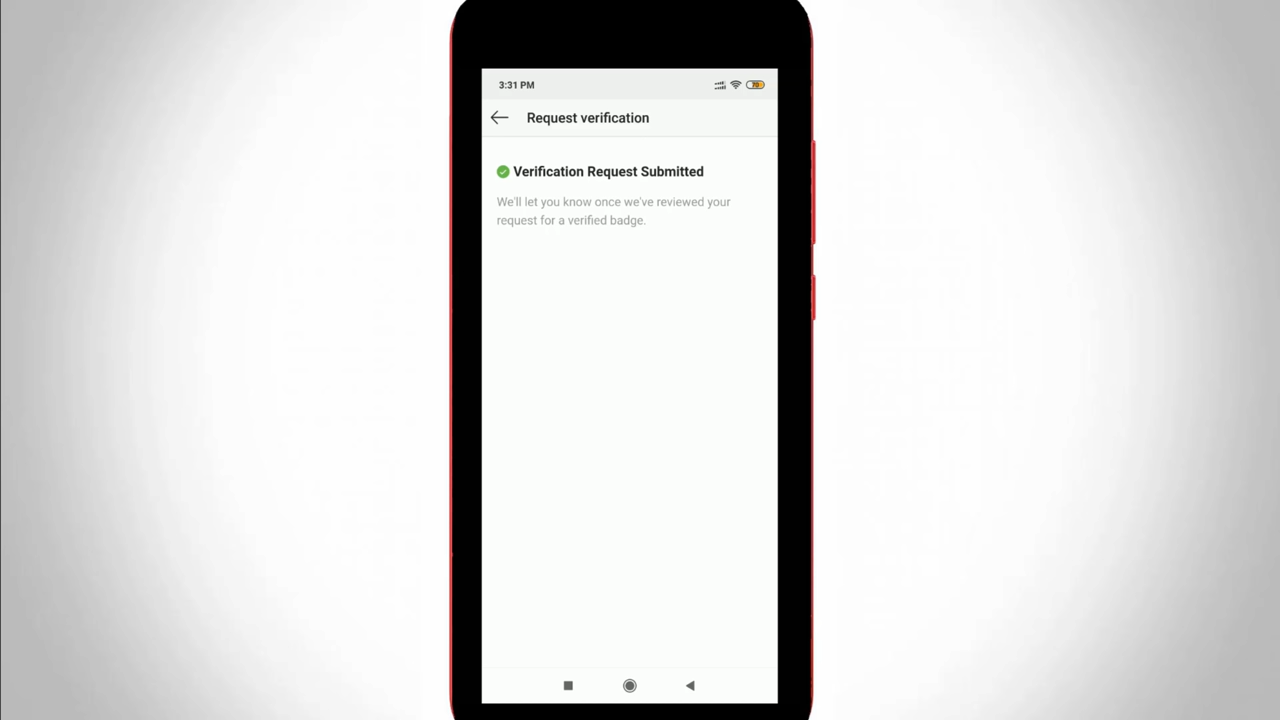 3:31 PM
70
Request verification
Verification Request Submitted
We'll let you know once we've reviewed your
request for a verified badge.